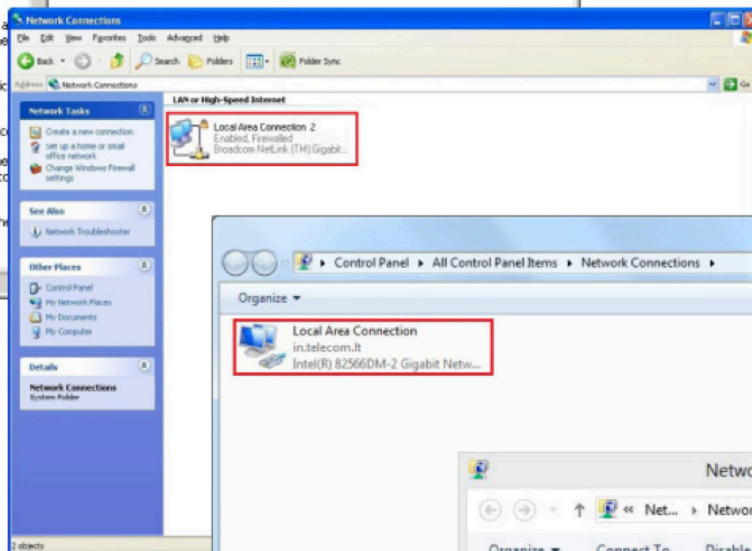 Network Connections
File Edit View Favorites Tools Advanced Help
Back Search Folders Folder Sync
Address Network Connections Go
LAN or High-Speed Internet
Network Tasks
Create a new connection
Set up a home or small
office network
Change Windows Firewall
settings
See Also
Network Troubleshooter
Other Places
Control Panel
My Network Places
My Documents
My Computer
Details
Network Connections
System Folder
2 objects
Local Area Connection 2
Enabled, Firewalled
Broadcom NetLink (TM) Gigabit...
Control Panel All Control Panel Items Network Connections
Organize
Local Area Connection
in.telecom.lt
Intel(R) 82566DM-2 Gigabit Netw...
Netwo
« Net... Networ
Organize Connect To Disable